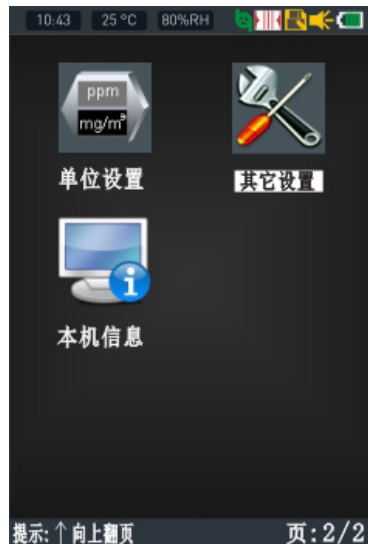 10:43 25 ℃ 80%RH
ppm
mg/m³
单位设置 其它设置
i
本机信息
提示:↑向上翻页 页:2/2